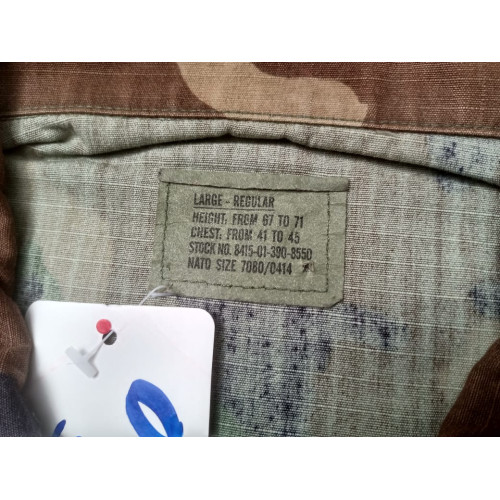 LARGE - REGULAR
HEIGHT: FROM 67 TO 71
CHEST: FROM 41 TO 45
STOCK NO. 8415-01-390-8550
NATO SIZE 7080/0414